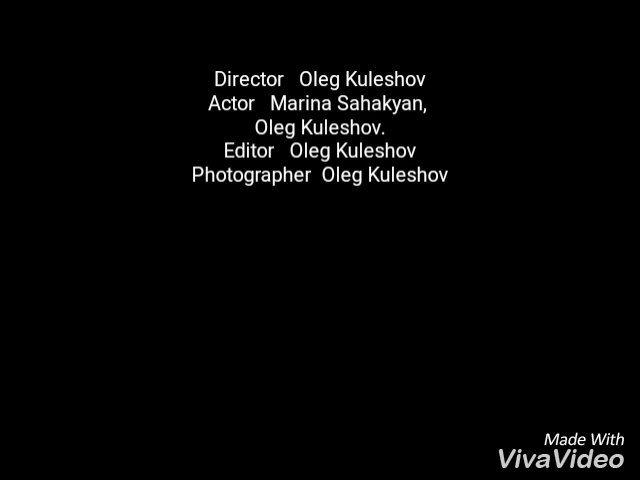 Director Oleg Kuleshov
Actor Marina Sahakyan,
Oleg Kuleshov.
Editor Oleg Kuleshov
Photographer Oleg Kuleshov
Made With
VivaVideo